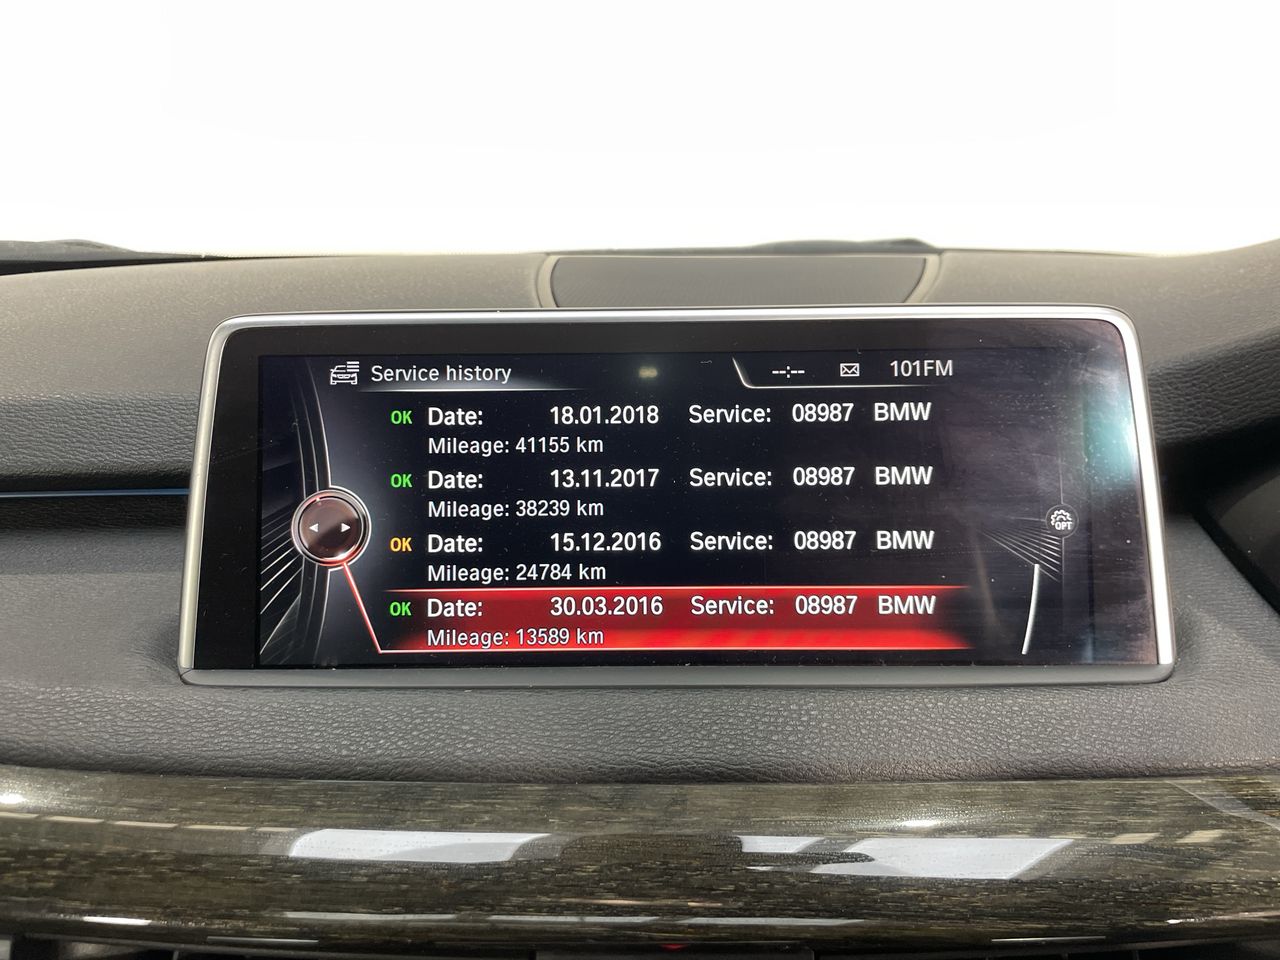 Service history --:-- 101FM
OK Date: 18.01.2018 Service: 08987 BMW
Mileage: 41155 km
OK Date: 13.11.2017 Service: 08987 BMW
Mileage: 38239 km
OK Date: 15.12.2016 Service: 08987 BMW
Mileage: 24784 km
OK Date: 30.03.2016 Service: 08987 BMW
Mileage: 13589 km
OPT